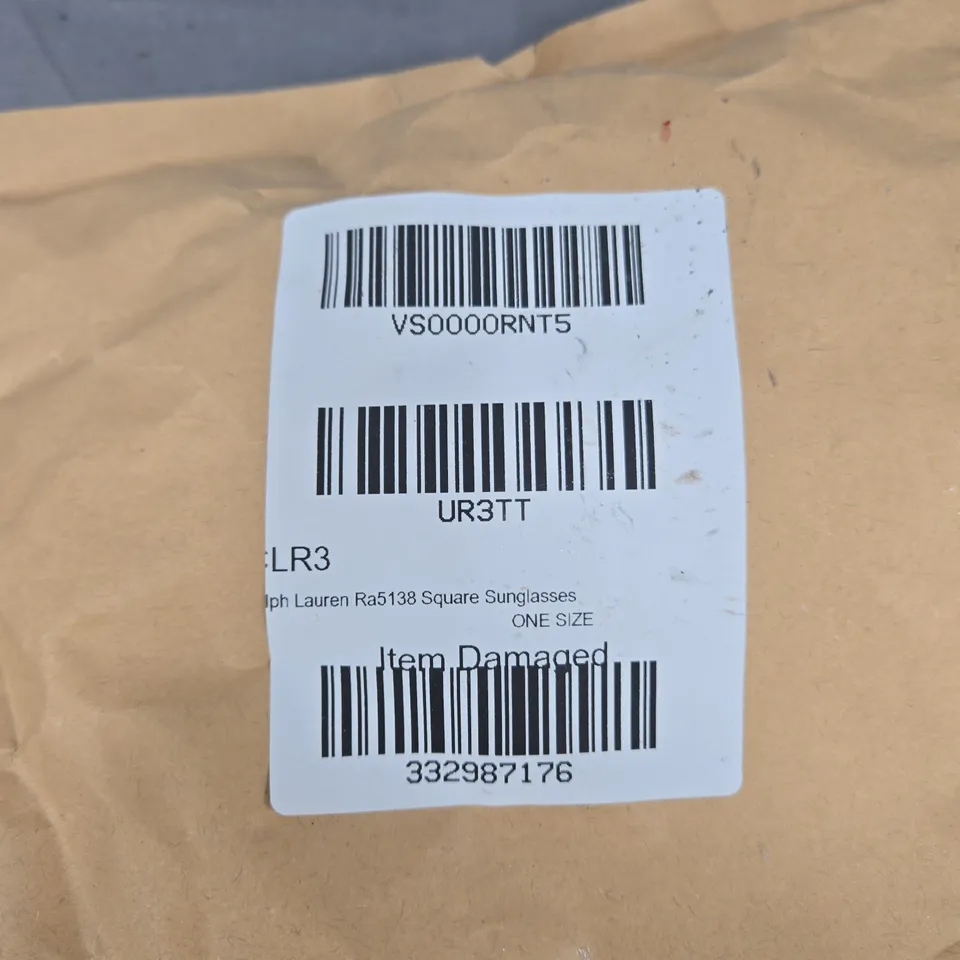 VS0000RNT5
UR3TT
LR3
lph Lauren Ra5138 Square Sunglasses
ONE SIZE
Item Damaged
332987176